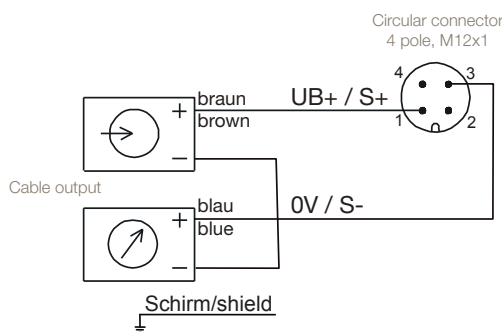 Circular connector
4 pole, M12x1
4
3
braun
UB+ / S+
+
brown
1
2
−
Cable output
blau
0V / S-
+
blue
−
Schirm/shield